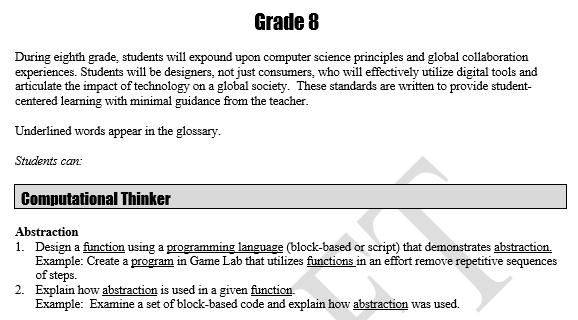 Grade 8
During eighth grade, students will expound upon computer science principles and global collaboration
experiences. Students will be designers, not just consumers, who will effectively utilize digital tools and
articulate the impact of technology on a global society.  These standards are written to provide student-
centered learning with minimal guidance from the teacher.
Underlined words appear in the glossary.
Students can:
Computational Thinker
Abstraction
1. Design a function using a programming language (block-based or script) that demonstrates abstraction.
Example: Create a program in Game Lab that utilizes functions in an effort remove repetitive sequences
of steps.
2. Explain how abstraction is used in a given function.
Example:  Examine a set of block-based code and explain how abstraction was used.